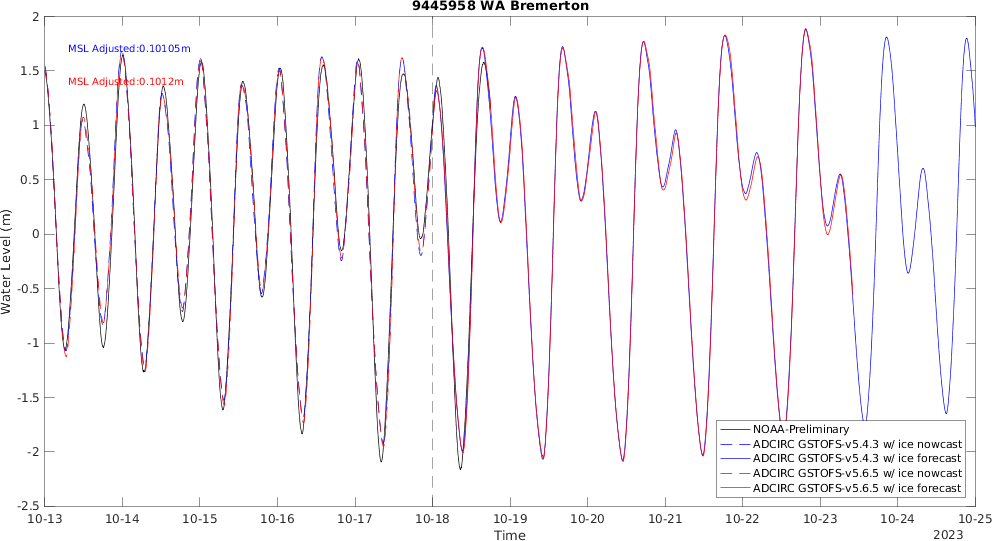 9445958 WA Bremerton
MSL Adjusted:0.10105m
MSL Adjusted:0.1012m
Water Level (m)
2
1.5
1
0.5
0
-0.5
-1
-1.5
-2
-2.5
NOAA-Preliminary
ADCIRC GSTOFS-v5.4.3 w/ ice nowcast
ADCIRC GSTOFS-v5.4.3 w/ ice forecast
ADCIRC GSTOFS-v5.6.5 w/ ice nowcast
ADCIRC GSTOFS-v5.6.5 w/ ice forecast
10-13 10-14 10-15 10-16 10-17 10-18 10-19 10-20 10-21 10-22 10-23 10-24 10-25
Time
2023